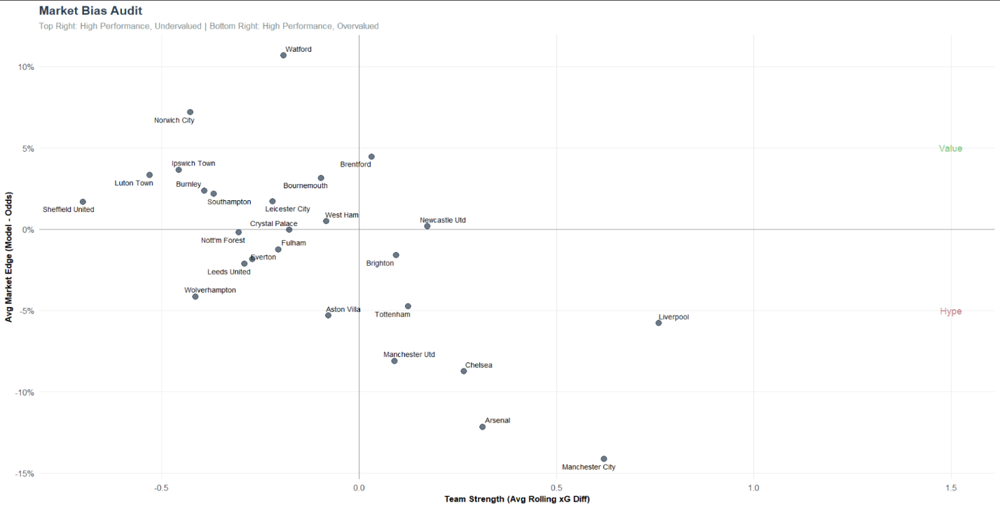 Market Bias Audit
Top Right: High Performance, Undervalued | Bottom Right: High Performance, Overvalued
Watford
10%
Norwich City
5%
Value
Ipswich Town
Brentford
Luton Town
Burnley
Bournemouth
Southampton
Sheffield United
Leicester City
West Ham
Newcastle Utd
Crystal Palace
0%
Nott'm Forest
Fulham
Everton
Brighton
Leeds United
Wolverhampton
Aston Villa
-5%
Tottenham
Hype
Liverpool
Manchester Utd
Chelsea
-10%
Arsenal
Manchester City
-15%
Avg Market Edge (Model - Odds)
-0.5
0.0
0.5
1.0
1.5
Team Strength (Avg Rolling xG Diff)